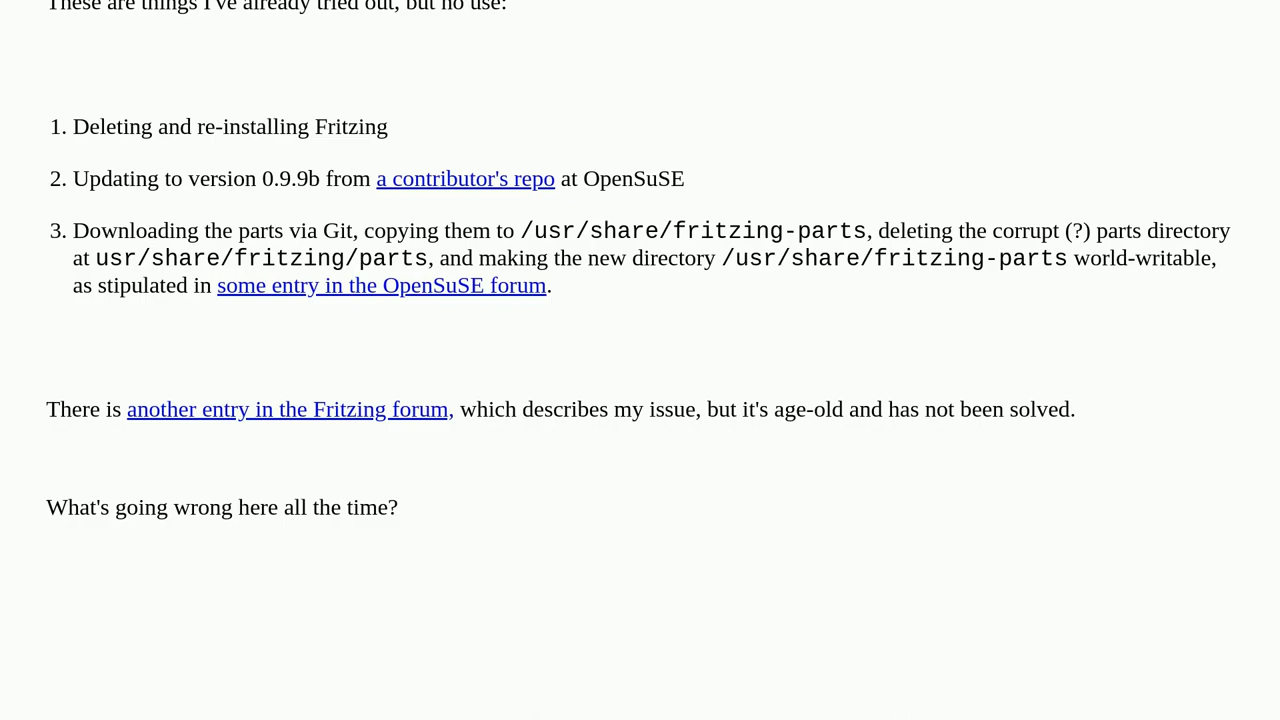 These are things I've already tried out, but no use:
1. Deleting and re-installing Fritzing
2. Updating to version 0.9.9b from a contributor's repo at OpenSuSE
3. Downloading the parts via Git, copying them to /usr/share/fritzing-parts, deleting the corrupt (?) parts directory
at usr/share/fritzing/parts, and making the new directory /usr/share/fritzing-parts world-writable,
as stipulated in some entry in the OpenSuSE forum.
There is another entry in the Fritzing forum, which describes my issue, but it's age-old and has not been solved.
What's going wrong here all the time?